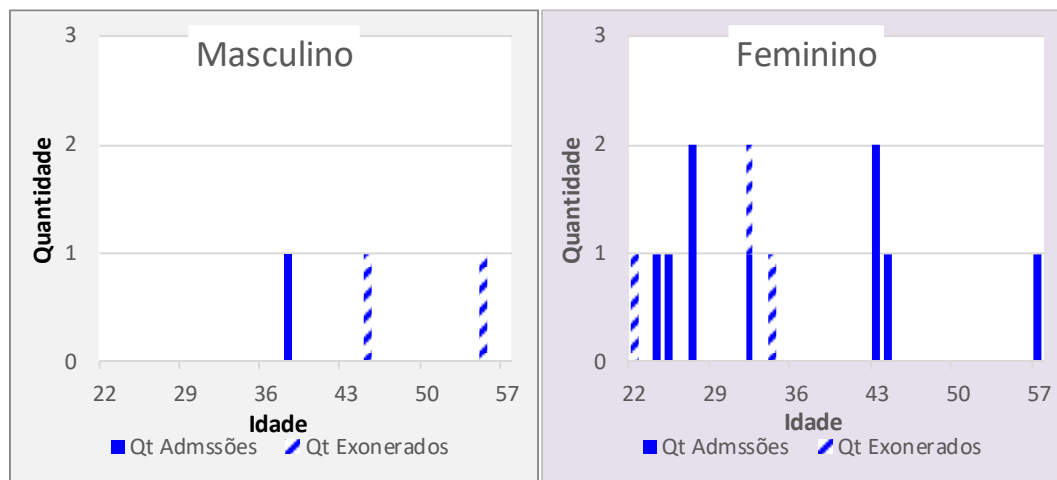 Masculino
Quantidade
3
2
1
0
22 29 36 43 50 57
Idade
Qt Admssões Qt Exonerados
Feminino
Quantidade
3
2
1
0
22 29 36 43 50 57
Idade
Qt Admssões Qt Exonerados